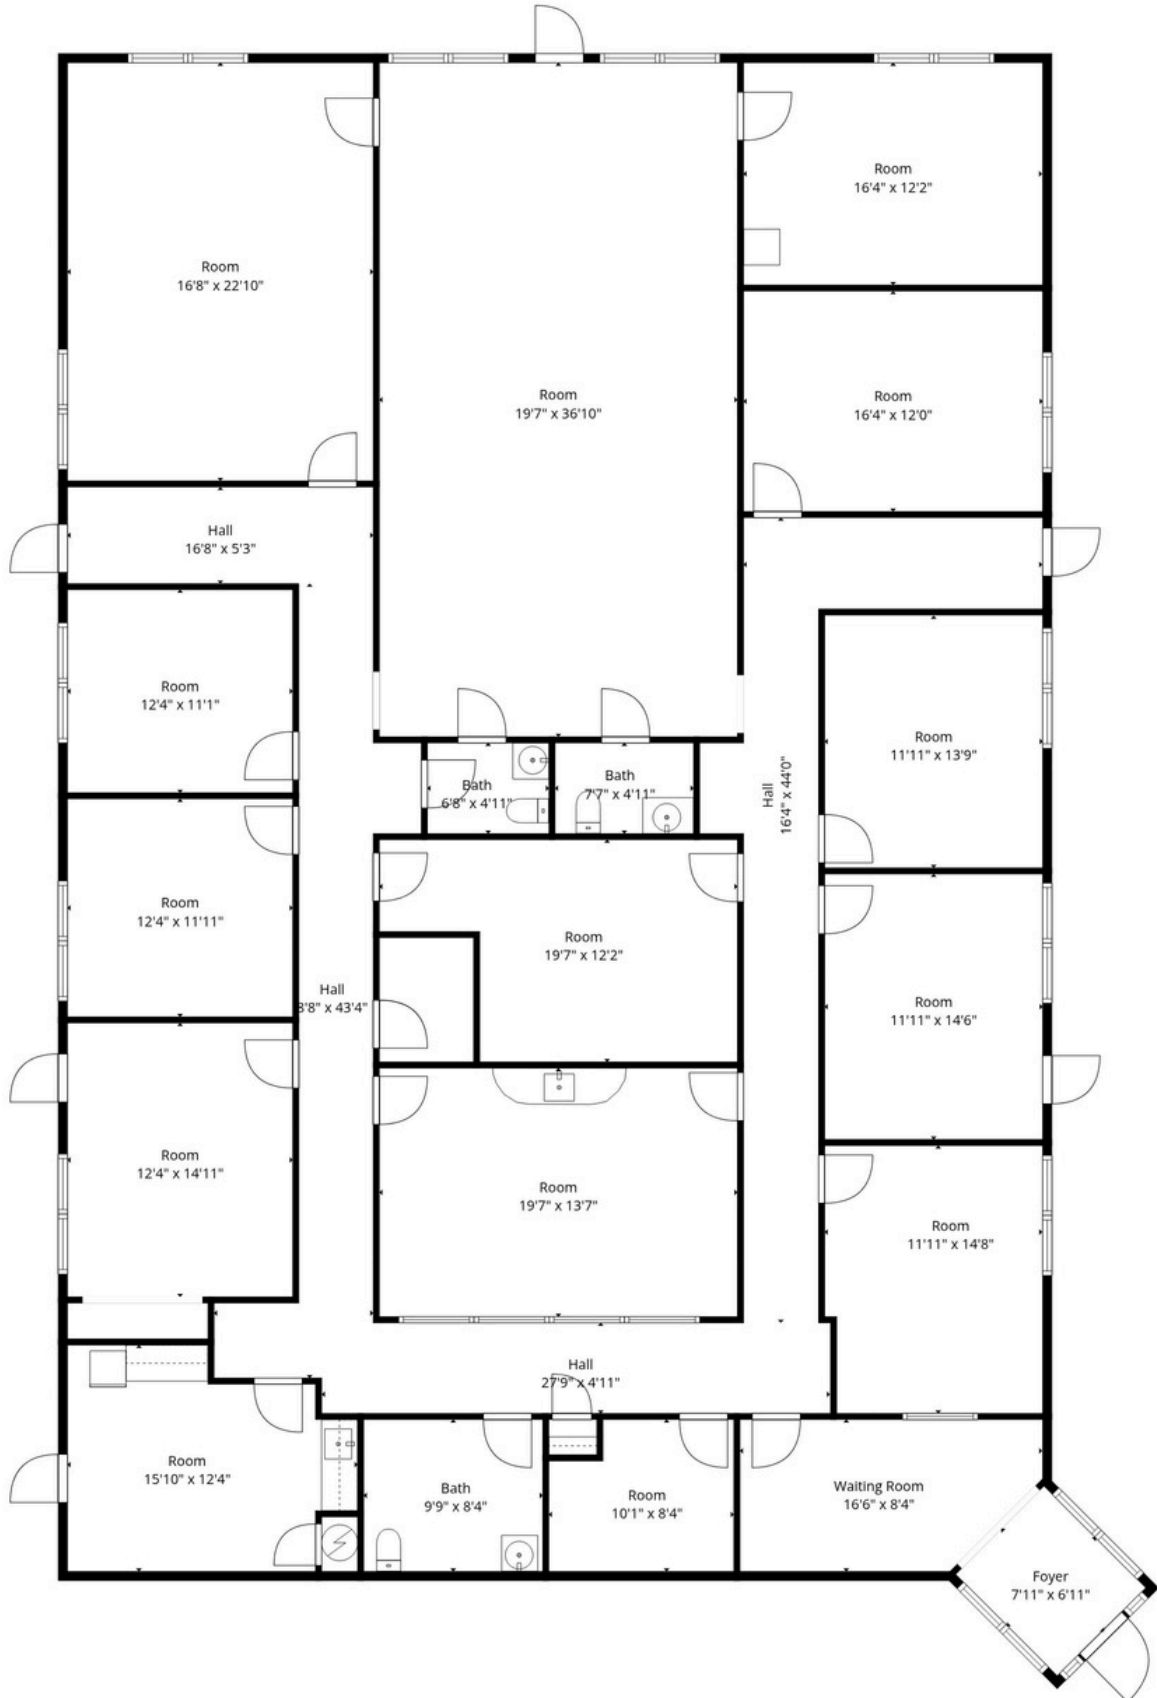 Room
16'4" x 12'2"
Room
16'8" x 22'10"
Room
19'7" x 36'10"
Room
16'4" x 12'0"
Hall
16'8" x 5'3"
Room
12'4" x 11'1"
Room
11'11" x 13'9"
Bath
6'8" x 4'11"
Bath
7'7" x 4'11"
Hall
16'4" x 44'0"
Room
12'4" x 11'11"
Room
19'7" x 12'2"
Hall
8'8" x 43'4"
Room
11'11" x 14'6"
Room
12'4" x 14'11"
Room
19'7" x 13'7"
Room
11'11" x 14'8"
Hall
27'9" x 4'11"
Room
15'10" x 12'4"
Bath
9'9" x 8'4"
Room
10'1" x 8'4"
Waiting Room
16'6" x 8'4"
Foyer
7'11" x 6'11"